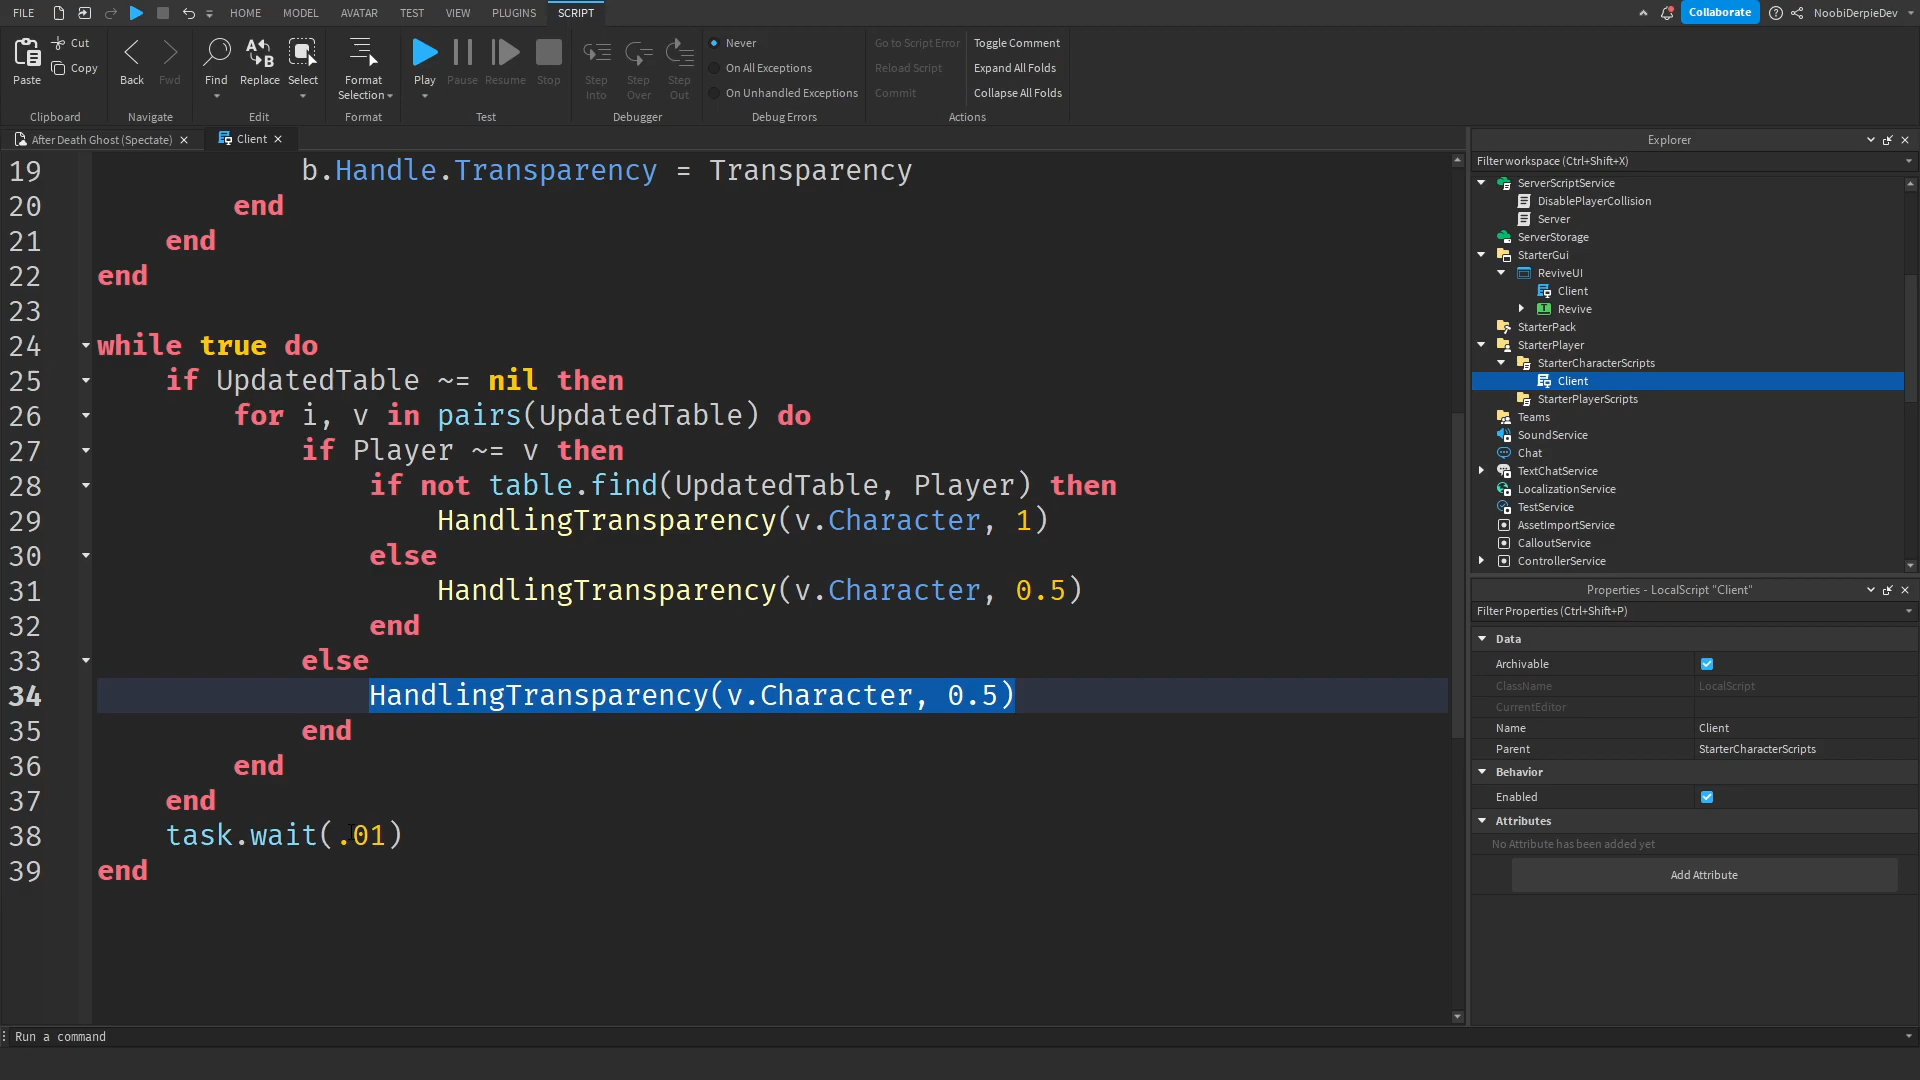 FILE HOME MODEL AVATAR TEST VIEW PLUGINS SCRIPT Collaborate NoobiDerpieDev
Paste Cut Copy
Clipboard
Back Fwd
Navigate
Find Replace Select
Edit
Format Selection
Format
Play Pause Resume Stop
Test
Step Into Step Over Step Out
Debugger
Never
On All Exceptions
On Unhandled Exceptions
Debug Errors
Go to Script Error Toggle Comment
Reload Script Expand All Folds
Commit Collapse All Folds
Actions
After Death Ghost (Spectate) Client
19 b.Handle.Transparency = Transparency
20 end
21 end
22 end
23
24 while true do
25 if UpdatedTable ~= nil then
26 for i, v in pairs(UpdatedTable) do
27 if Player ~= v then
28 if not table.find(UpdatedTable, Player) then
29 HandlingTransparency(v.Character, 1)
30 else
31 HandlingTransparency(v.Character, 0.5)
32 end
33 else
34 HandlingTransparency(v.Character, 0.5)
35 end
36 end
37 end
38 task.wait(.01)
39 end
Explorer
Filter workspace (Ctrl+Shift+X)
ServerScriptService
DisablePlayerCollision
Server
ServerStorage
StarterGui
ReviveUI
Client
Revive
StarterPack
StarterPlayer
StarterCharacterScripts
Client
StarterPlayerScripts
Teams
SoundService
Chat
TextChatService
LocalizationService
TestService
AssetImportService
CalloutService
ControllerService
Properties - LocalScript "Client"
Filter Properties (Ctrl+Shift+P)
Data
Archivable
ClassName LocalScript
CurrentEditor
Name Client
Parent StarterCharacterScripts
Behavior
Enabled
Attributes
No Attribute has been added yet
Add Attribute
Run a command